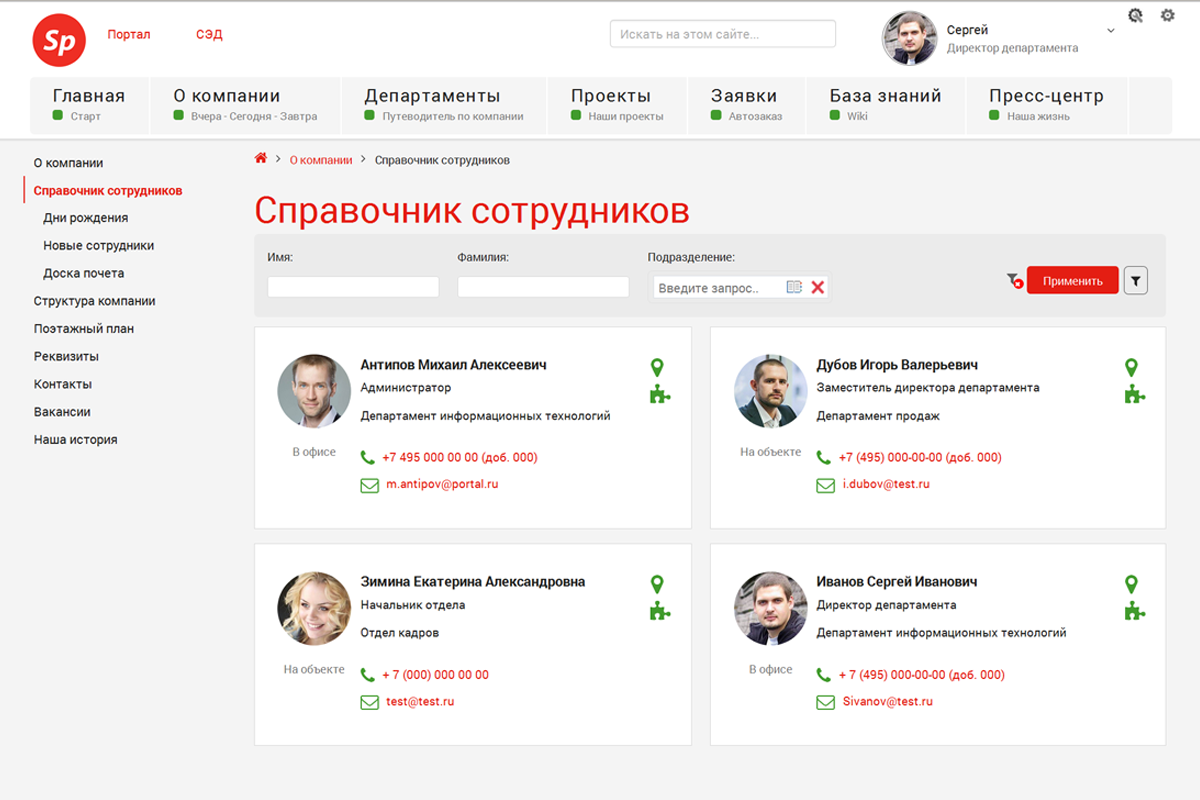 Sp
Портал
СЭД
Искать на этом сайте...
Сергей
Директор департамента
Главная
Старт
О компании
Вчера - Сегодня - Завтра
Департаменты
Путеводитель по компании
Проекты
Наши проекты
Заявки
Автозаказ
База знаний
Wiki
Пресс-центр
Наша жизнь
О компании
Справочник сотрудников
Дни рождения
Новые сотрудники
Доска почета
Структура компании
Поэтажный план
Реквизиты
Контакты
Вакансии
Наша история
О компании > Справочник сотрудников
Справочник сотрудников
Имя:
Фамилия:
Подразделение:
Введите запрос..
Применить
Антипов Михаил Алексеевич
Администратор
Департамент информационных технологий
В офисе
+7 495 000 00 00 (доб. 000)
m.antipov@portal.ru
Дубов Игорь Валерьевич
Заместитель директора департамента
Департамент продаж
На объекте
+7 (495) 000-00-00 (доб. 000)
i.dubov@test.ru
Зимина Екатерина Александровна
Начальник отдела
Отдел кадров
На объекте
+ 7 (000) 000 00 00
test@test.ru
Иванов Сергей Иванович
Директор департамента
Департамент информационных технологий
В офисе
+ 7 (495) 000-00-00 (доб. 000)
Sivanov@test.ru